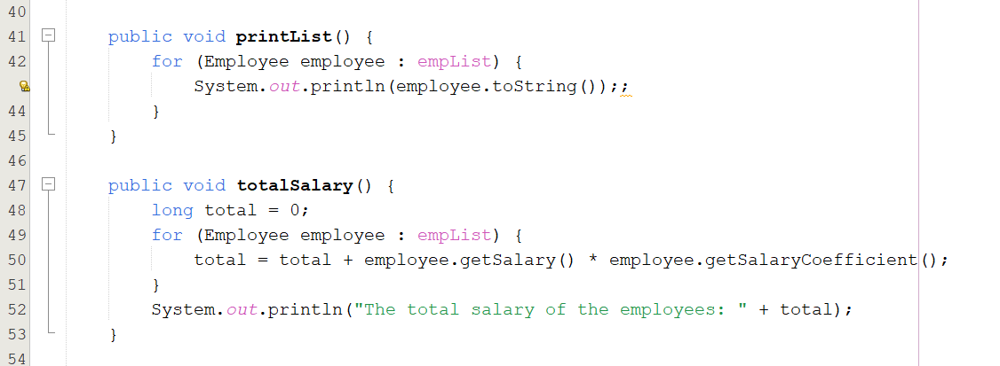 40
41 public void printList() {
42 for (Employee employee : empList) {
System.out.println(employee.toString());;
44 }
45 }
46
47 public void totalSalary() {
48 long total = 0;
49 for (Employee employee : empList) {
50 total = total + employee.getSalary() * employee.getSalaryCoefficient();
51 }
52 System.out.println("The total salary of the employees: " + total);
53 }
54